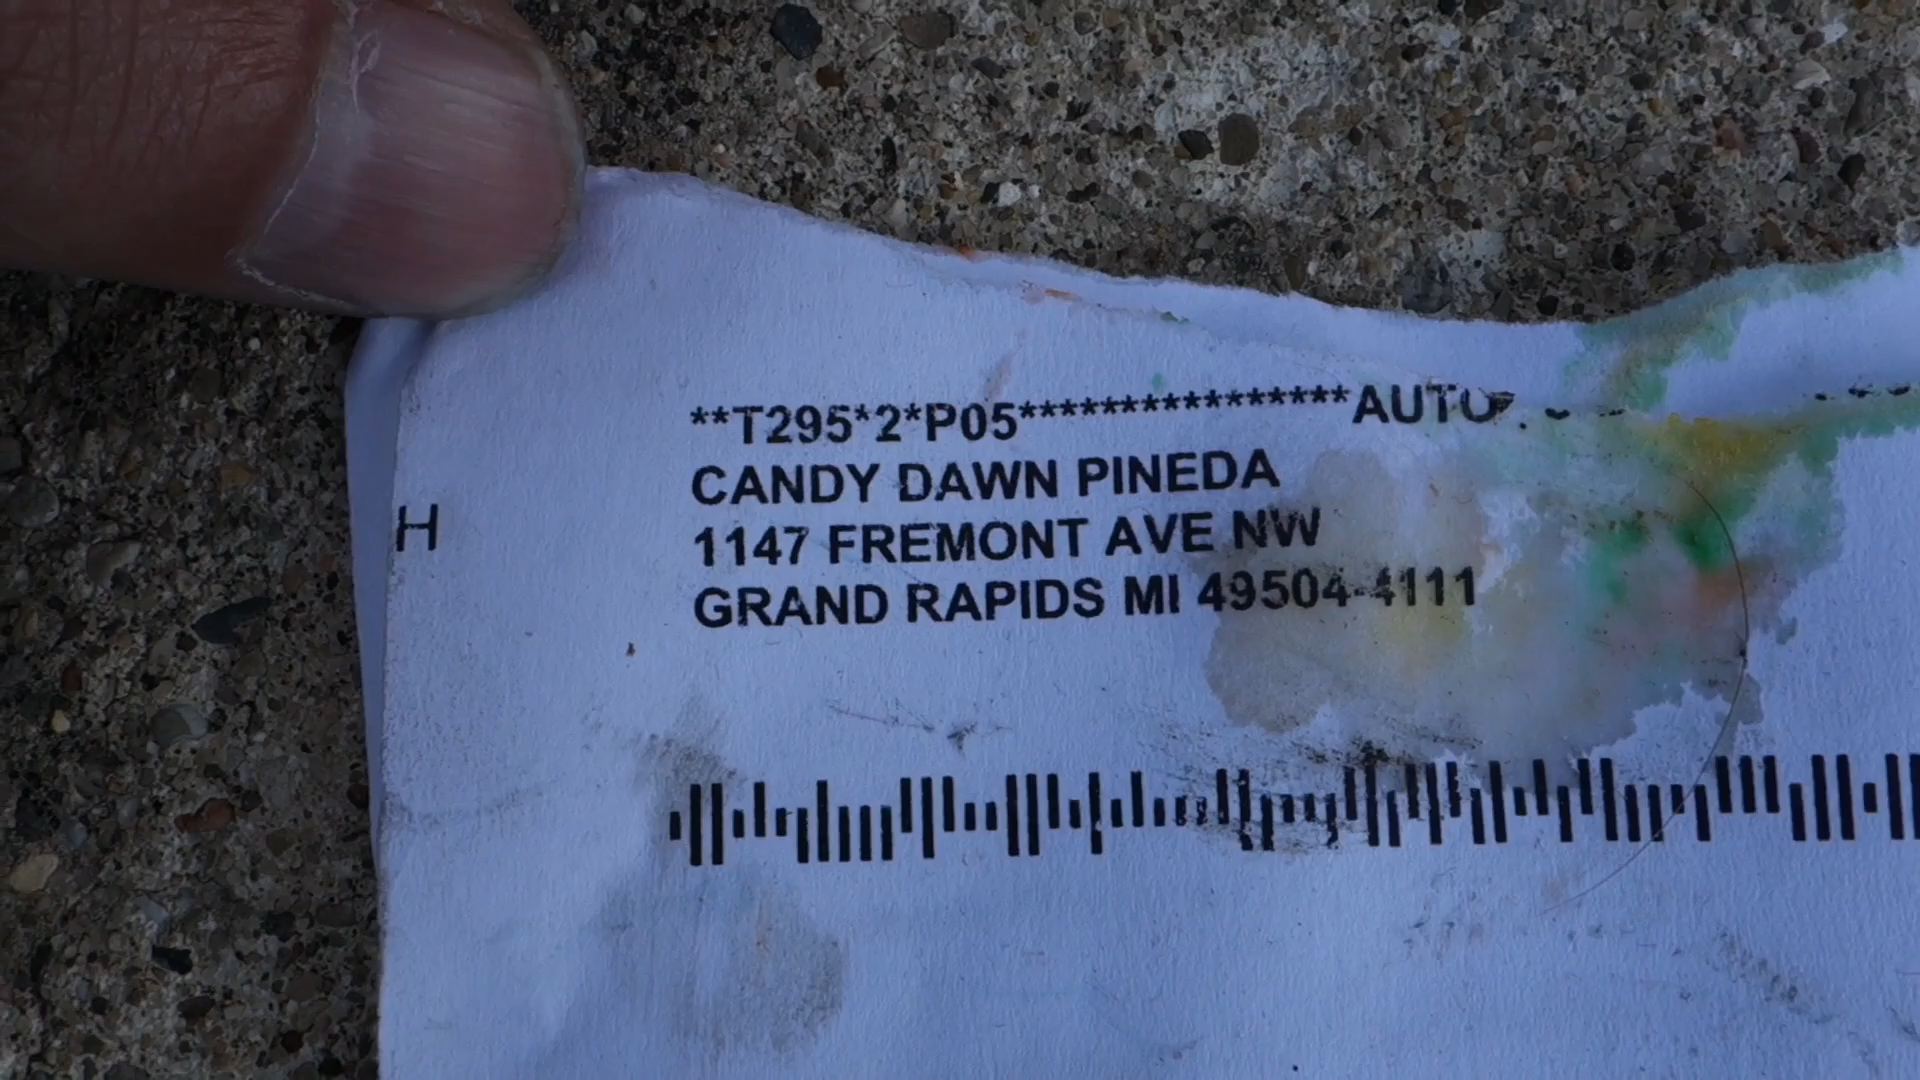 **T295*2*P05****************AUTO
CANDY DAWN PINEDA
1147 FREMONT AVE NW
GRAND RAPIDS MI 49504-4111
H